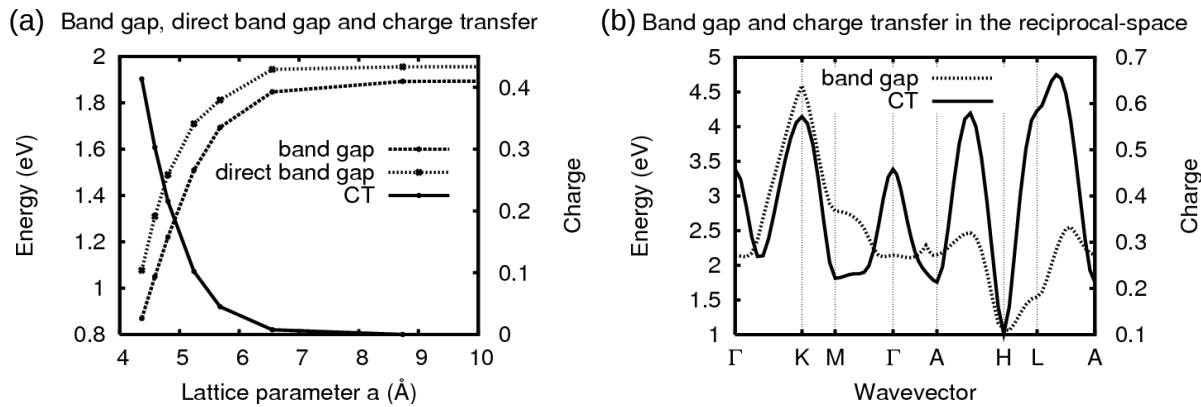 (a) Band gap, direct band gap and charge transfer
2
1.8
1.6
1.4
1.2
1
0.8
Energy (eV)
band gap
direct band gap
CT
0.4
0.3
0.2
0.1
0
Charge
4 5 6 7 8 9 10
Lattice parameter a (Å)
(b) Band gap and charge transfer in the reciprocal-space
5
4.5
4
3.5
3
2.5
2
1.5
1
Energy (eV)
band gap
CT
0.7
0.6
0.5
0.4
0.3
0.2
0.1
Charge
Γ K M Γ A H L A
Wavevector